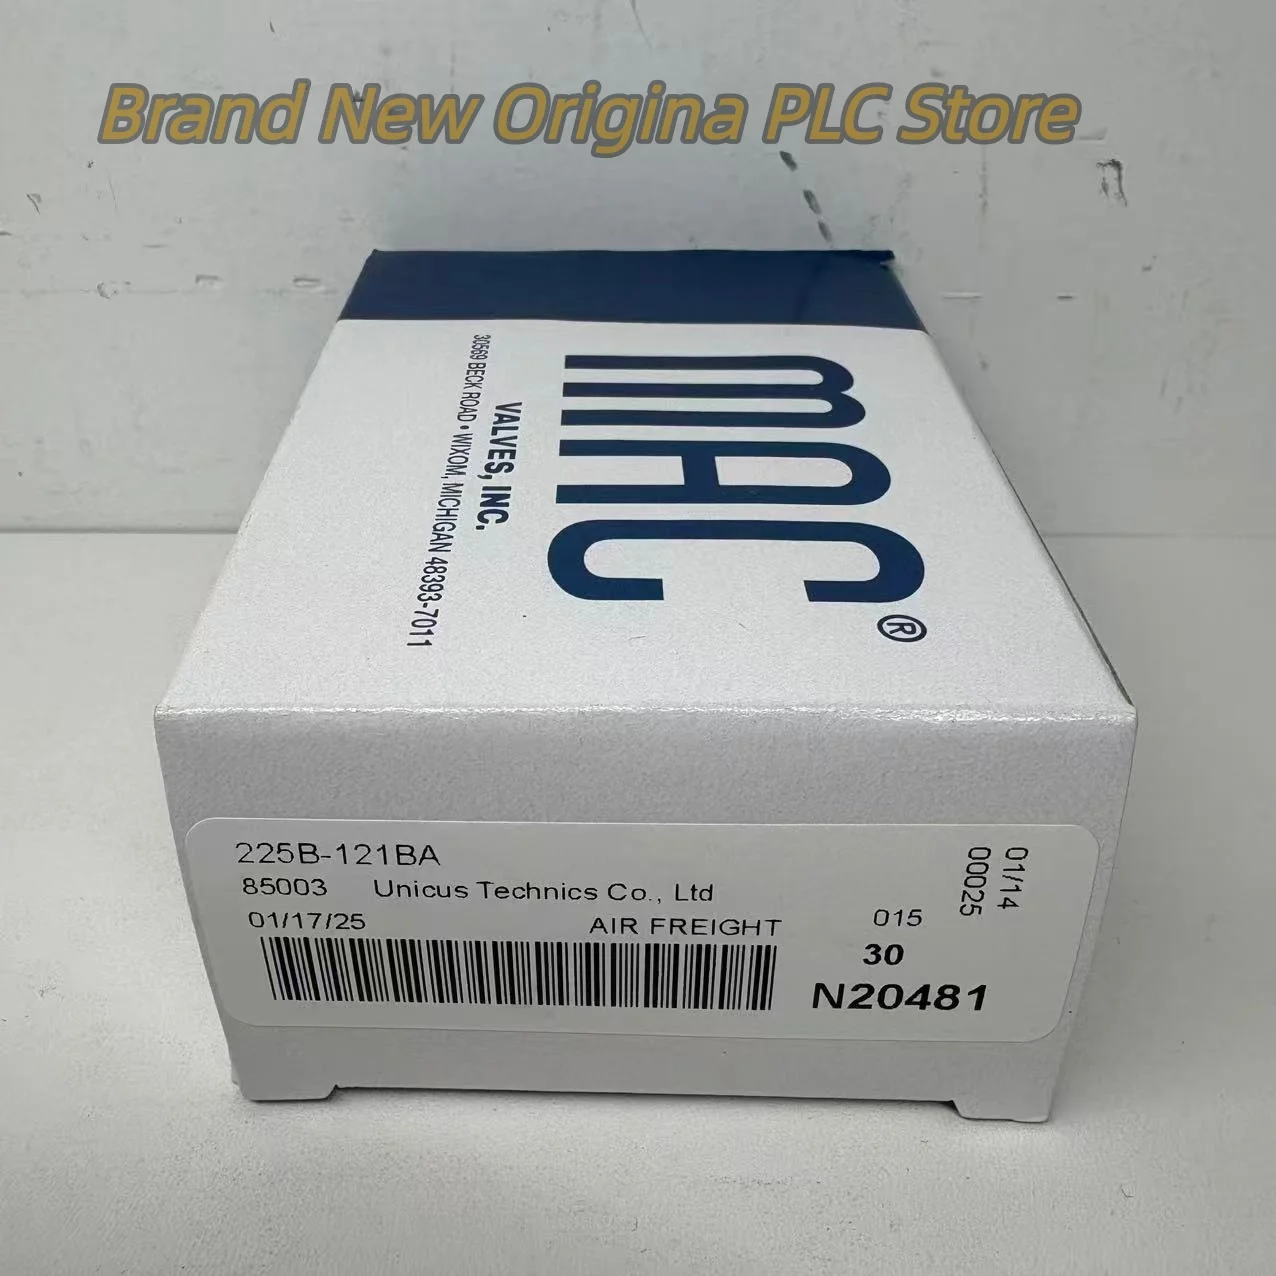 Brand New Origina PLC Store
MAC®
VALVES, INC.
30569 BECK ROAD • WIXOM, MICHIGAN 48393-7011
225B-121BA
85003 Unicus Technics Co., Ltd
01/17/25 AIR FREIGHT
015
30
N20481
01/14
00025